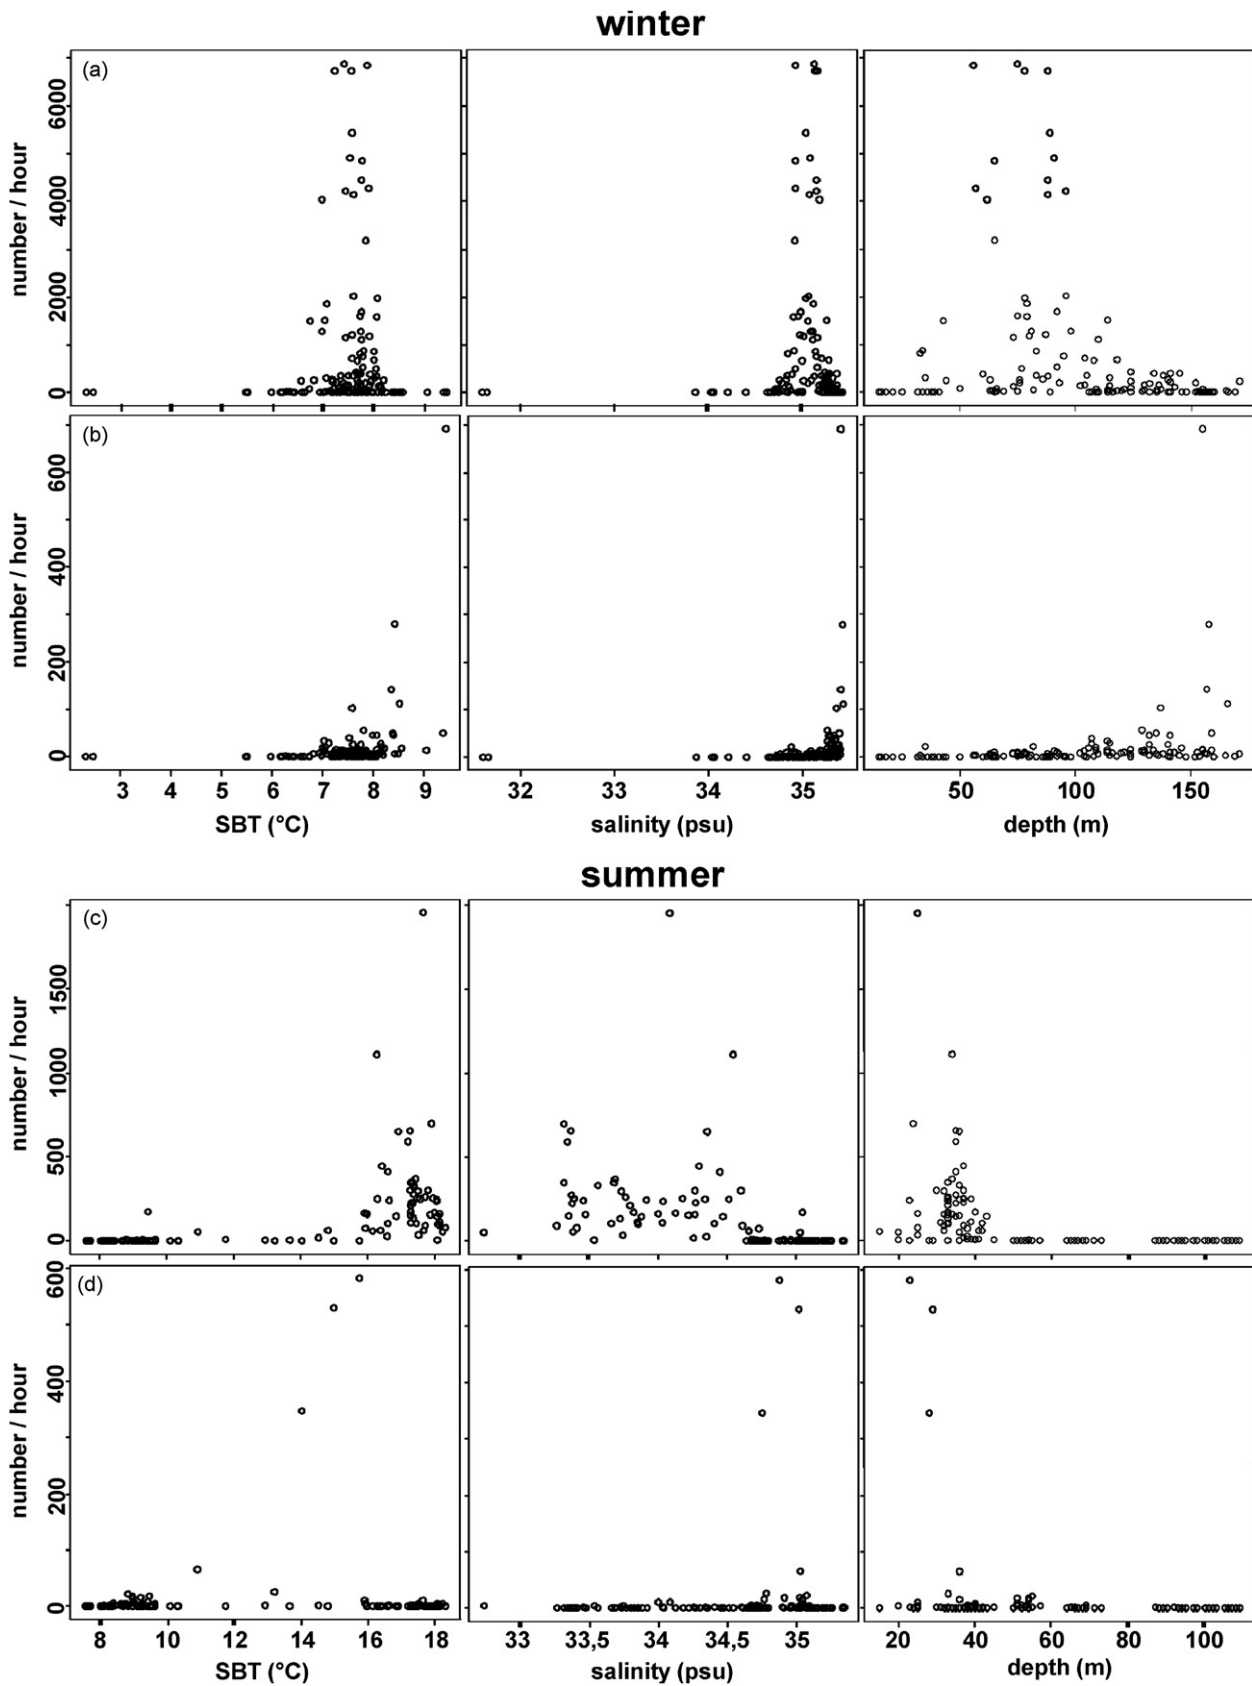 winter
(a)
number / hour
6000
4000
2000
0
(b)
number / hour
600
400
200
0
3 4 5 6 7 8 9
32 33 34 35
50 100 150
SBT (°C)
salinity (psu)
depth (m)
summer
(c)
number / hour
1500
1000
500
0
(d)
number / hour
600
400
200
0
8 10 12 14 16 18
33 33,5 34 34,5 35
20 40 60 80 100
SBT (°C)
salinity (psu)
depth (m)